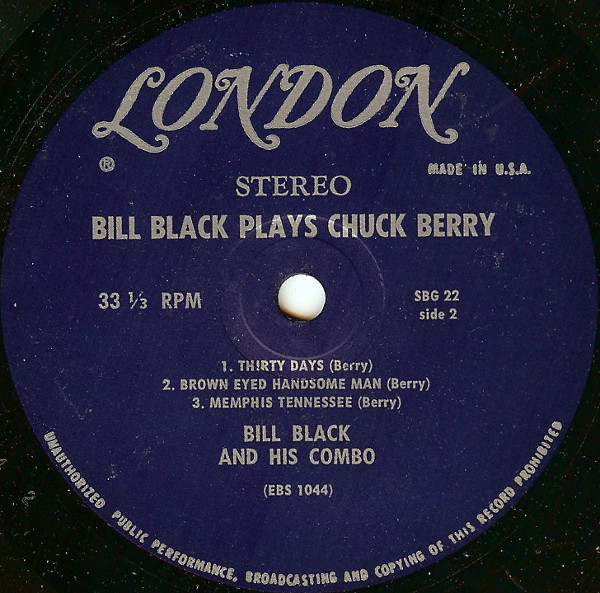 LONDON
®
MADE IN U.S.A.
STEREO
BILL BLACK PLAYS CHUCK BERRY
33 1/3 RPM
SBG 22
side 2
1. THIRTY DAYS (Berry)
2. BROWN EYED HANDSOME MAN (Berry)
3. MEMPHIS TENNESSEE (Berry)
BILL BLACK
AND HIS COMBO
(EBS 1044)
UNAUTHORIZED PUBLIC PERFORMANCE, BROADCASTING AND COPYING OF THIS RECORD PROHIBITED